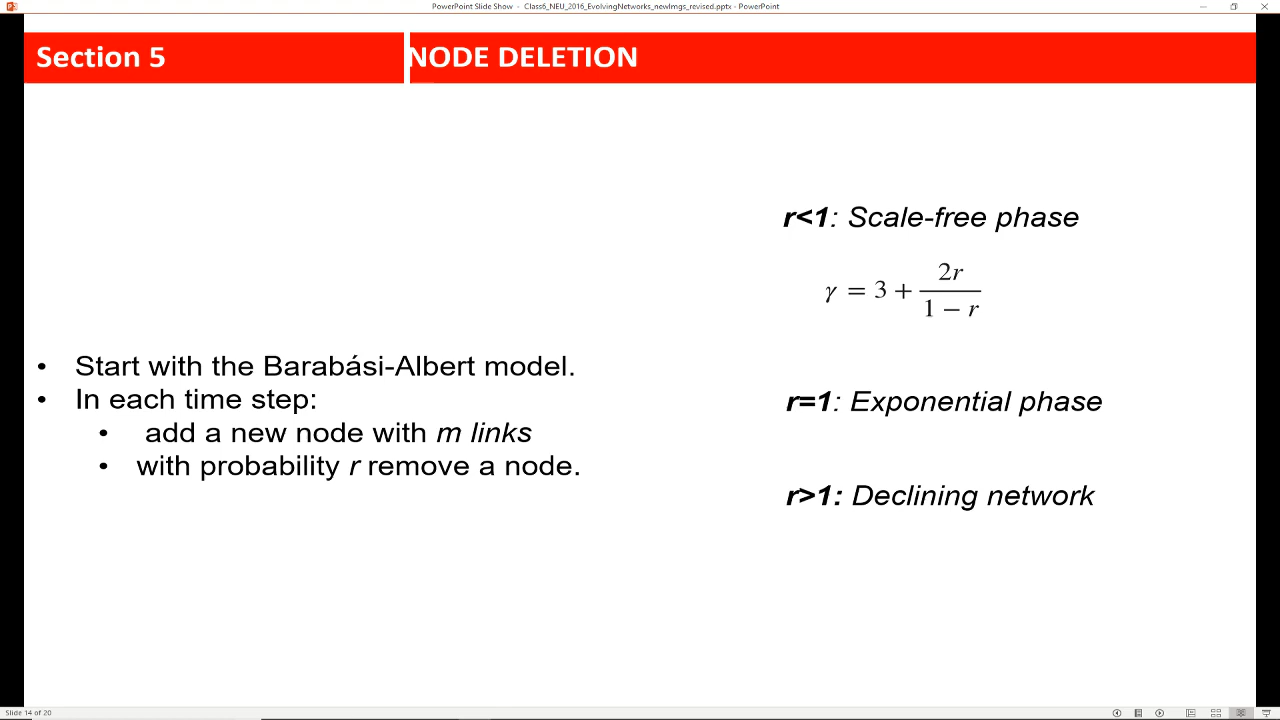 PowerPoint Slide Show - Class6_NEU_2016_EvolvingNetworks_newImgs_revised.pptx - PowerPoint
Section 5
NODE DELETION
• Start with the Barabási-Albert model.
• In each time step:
• add a new node with m links
• with probability r remove a node.
r<1: Scale-free phase
γ = 3 + 2r / 1 − r
r=1: Exponential phase
r>1: Declining network
Slide 14 of 20